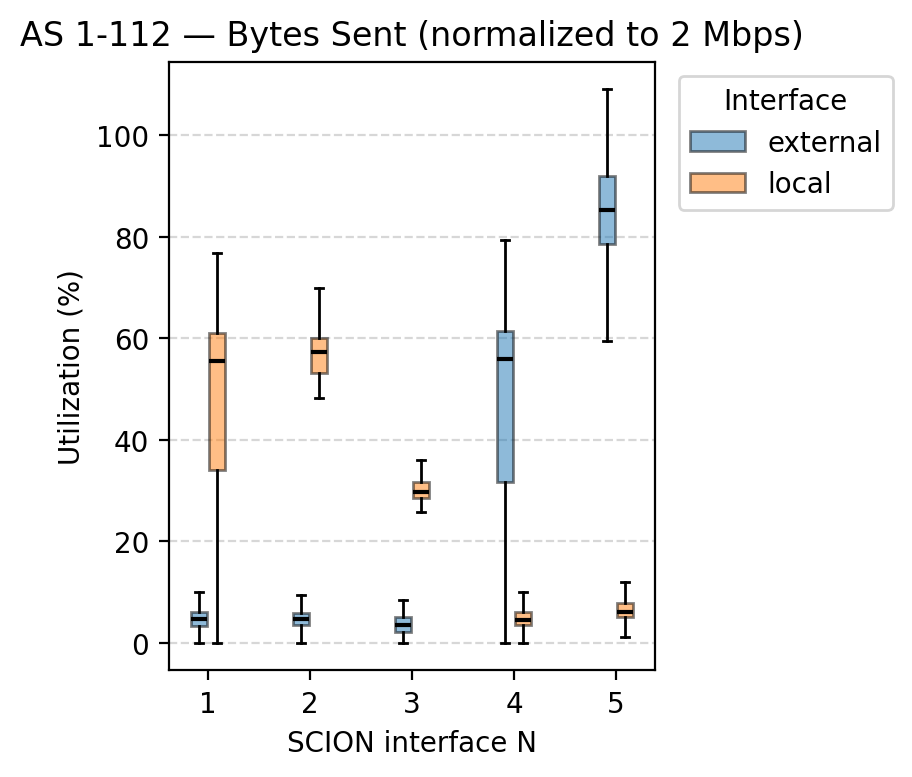 AS 1-112 — Bytes Sent (normalized to 2 Mbps)
Interface
external
local
Utilization (%)
100
80
60
40
20
0
1 2 3 4 5
SCION interface N